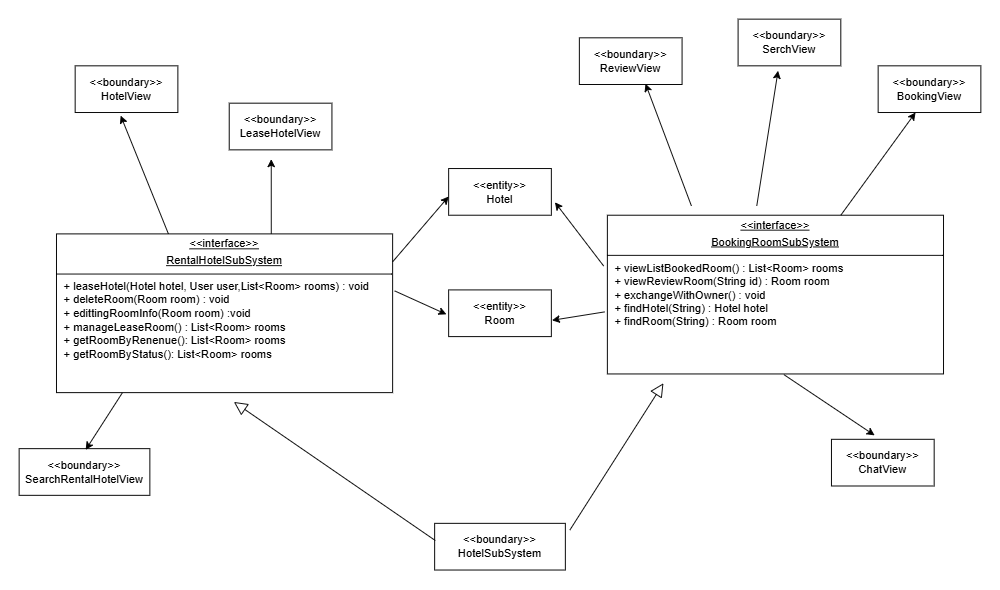 <<boundary>>
SerchView
<<boundary>>
ReviewView
<<boundary>>
HotelView
<<boundary>>
BookingView
<<boundary>>
LeaseHotelView
<<entity>>
Hotel
<<interface>>
RentalHotelSubSystem
+ leaseHotel(Hotel hotel, User user,List<Room> rooms) : void
+ deleteRoom(Room room) : void
+ edittingRoomInfo(Room room) :void
+ manageLeaseRoom() : List<Room> rooms
+ getRoomByRenenue(): List<Room> rooms
+ getRoomByStatus(): List<Room> rooms
<<interface>>
BookingRoomSubSystem
+ viewListBookedRoom() : List<Room> rooms
+ viewReviewRoom(String id) : Room room
+ exchangeWithOwner() : void
+ findHotel(String) : Hotel hotel
+ findRoom(String) : Room room
<<entity>>
Room
<<boundary>>
SearchRentalHotelView
<<boundary>>
ChatView
<<boundary>>
HotelSubSystem